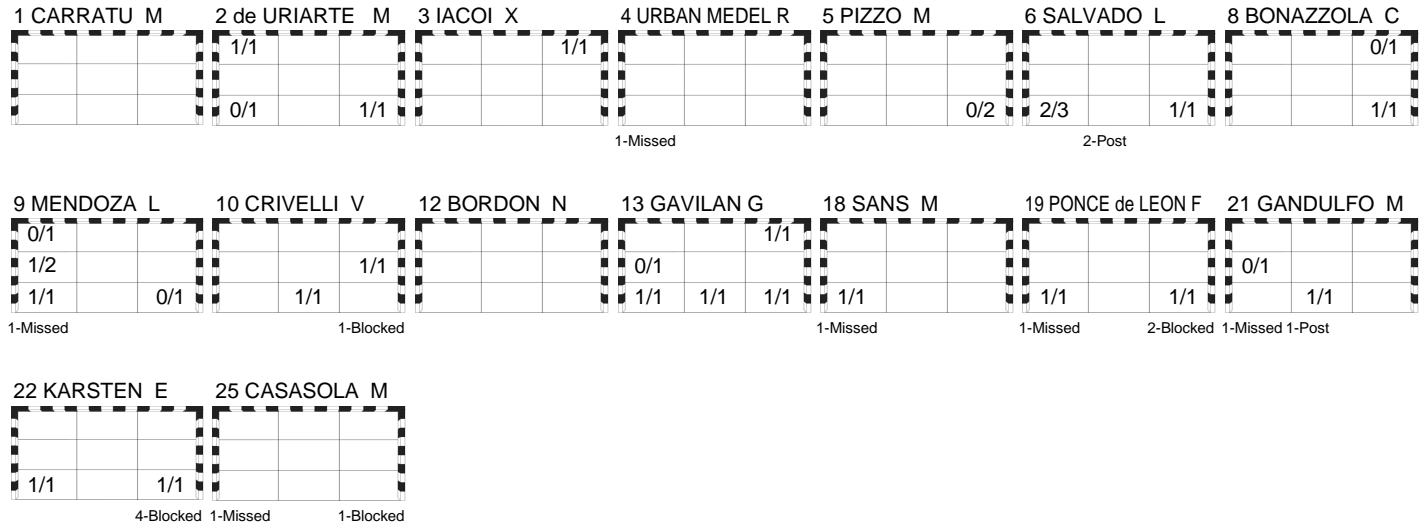 1 CARRATU M 2 de URIARTE M 3 IACOI X 4 URBAN MEDEL R 5 PIZZO M 6 SALVADO L 8 BONAZZOLA C
1/1 1/1 0/1
0/1 1/1 0/2 2/3 1/1 1/1
1-Missed 2-Post
9 MENDOZA L 10 CRIVELLI V 12 BORDON N 13 GAVILAN G 18 SANS M 19 PONCE de LEON F 21 GANDULFO M
0/1 1/1
1/2 1/1 0/1 0/1
1/1 0/1 1/1 1/1 1/1 1/1 1/1 1/1 1/1 1/1
1-Missed 1-Blocked 1-Missed 1-Missed 2-Blocked 1-Missed 1-Post
22 KARSTEN E 25 CASASOLA M
1/1 1/1
4-Blocked 1-Missed 1-Blocked